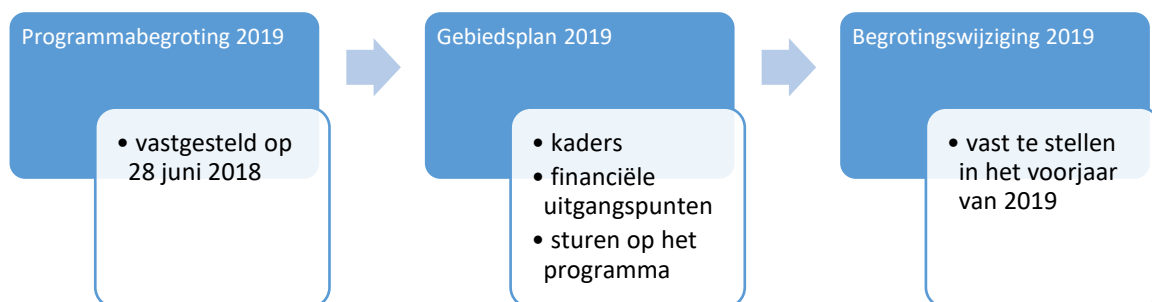 Programmabegroting 2019
• vastgesteld op
28 juni 2018
Gebiedsplan 2019
• kaders
• financiële
uitgangspunten
• sturen op het
programma
Begrotingswijziging 2019
• vast te stellen
in het voorjaar
van 2019